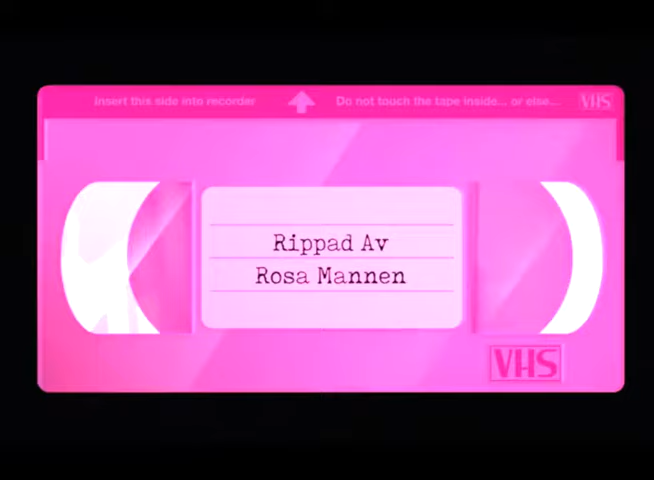 Insert this side into recorder
Do not touch the tape inside... or else...
VHS
Rippad Av
Rosa Mannen
VHS